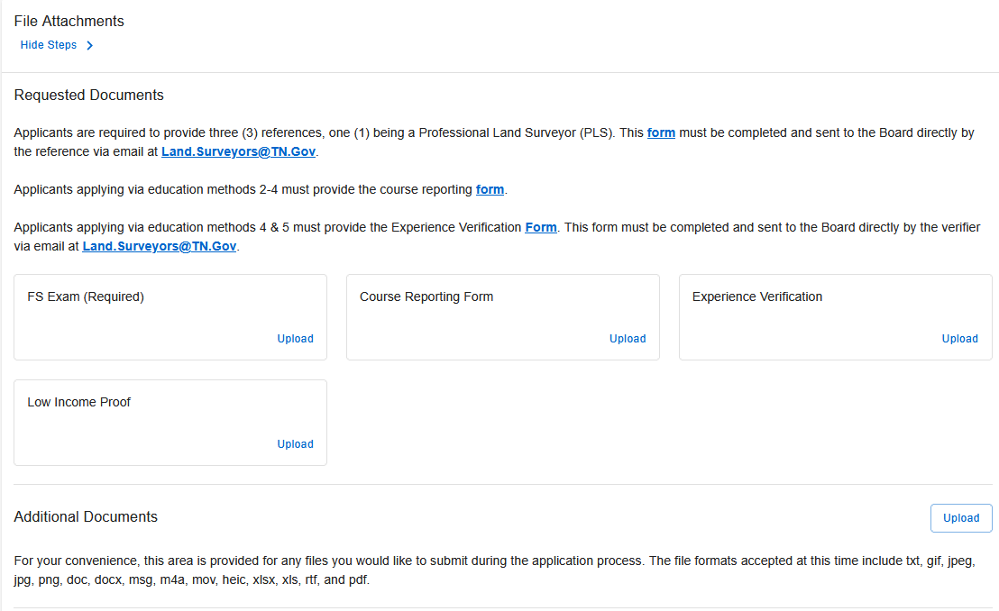 File Attachments
Hide Steps
Requested Documents
Applicants are required to provide three (3) references, one (1) being a Professional Land Surveyor (PLS). This form must be completed and sent to the Board directly by
the reference via email at Land.Surveyors@TN.Gov.
Applicants applying via education methods 2-4 must provide the course reporting form.
Applicants applying via education methods 4 & 5 must provide the Experience Verification Form. This form must be completed and sent to the Board directly by the verifier
via email at Land.Surveyors@TN.Gov.
FS Exam (Required)
Upload
Course Reporting Form
Upload
Experience Verification
Upload
Low Income Proof
Upload
Additional Documents
Upload
For your convenience, this area is provided for any files you would like to submit during the application process. The file formats accepted at this time include txt, gif, jpeg,
jpg, png, doc, docx, msg, m4a, mov, heic, xlsx, xls, rtf, and pdf.